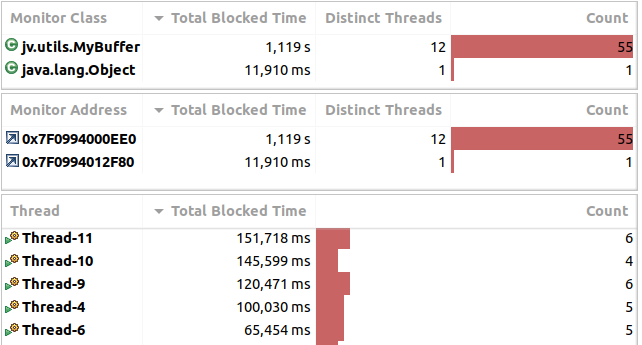 Monitor Class Total Blocked Time Distinct Threads Count
jv.utils.MyBuffer 1,119 s 12 55
java.lang.Object 11,910 ms 1 1
Monitor Address Total Blocked Time Distinct Threads Count
0x7F0994000EE0 1,119 s 12 55
0x7F0994012F80 11,910 ms 1 1
Thread Total Blocked Time Count
Thread-11 151,718 ms 6
Thread-10 145,599 ms 4
Thread-9 120,471 ms 6
Thread-4 100,030 ms 5
Thread-6 65,454 ms 5